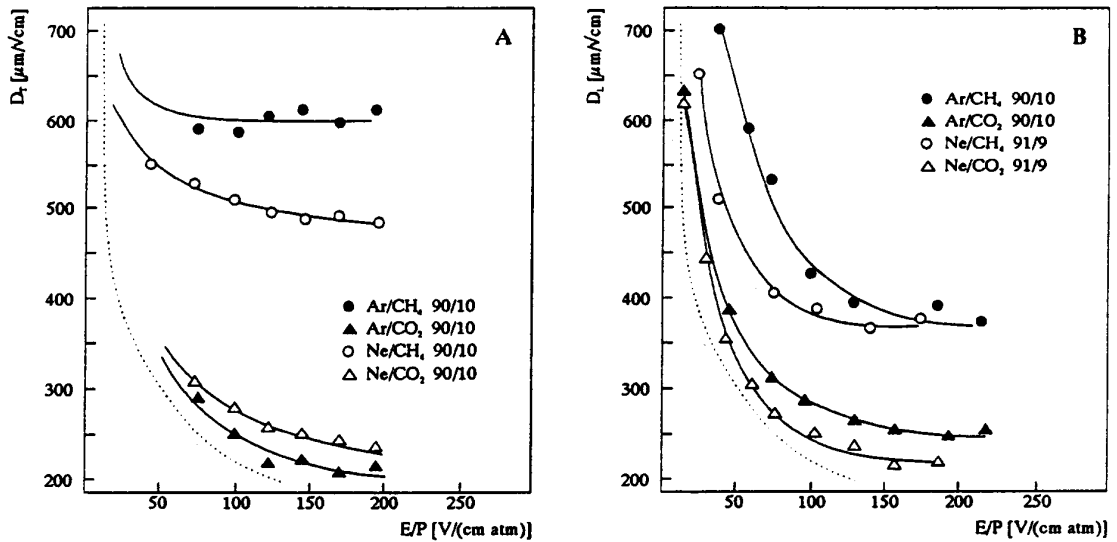 A
D_T [μm/√cm]
700
600
500
400
300
200
● Ar/CH₄ 90/10
▲ Ar/CO₂ 90/10
○ Ne/CH₄ 90/10
△ Ne/CO₂ 90/10
50 100 150 200 250
E/P [V/(cm atm)]
B
D_L [μm/√cm]
700
600
500
400
300
200
● Ar/CH₄ 90/10
▲ Ar/CO₂ 90/10
○ Ne/CH₄ 91/9
△ Ne/CO₂ 91/9
50 100 150 200 250
E/P [V/(cm atm)]